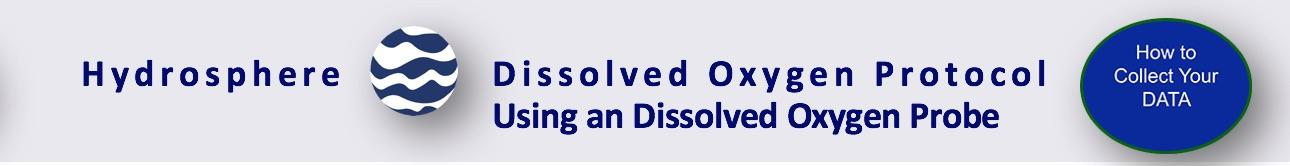 Hydrosphere
Dissolved Oxygen Protocol
Using an Dissolved Oxygen Probe
How to
Collect Your
DATA